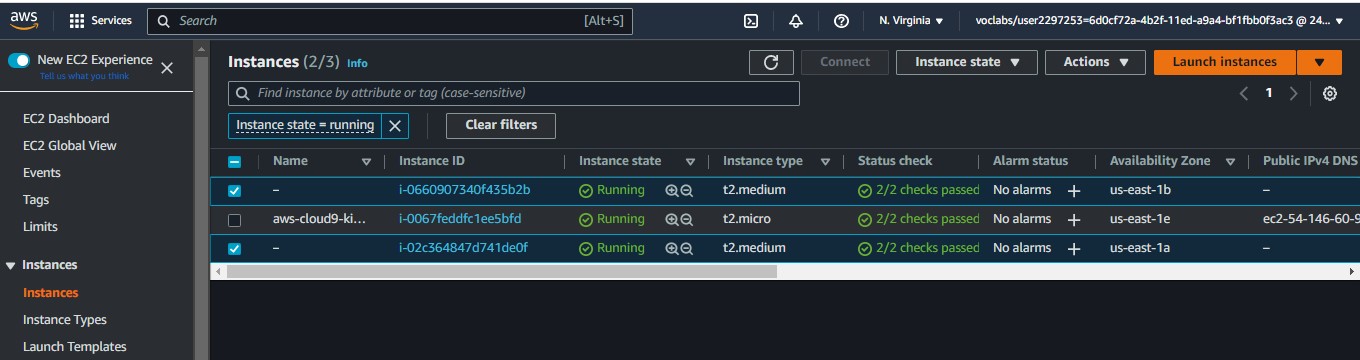 aws Services Search [Alt+S] N. Virginia voclabs/user2297253=6d0cf72a-4b2f-11ed-a9a4-bf1fbb0f3ac3 @ 24...
New EC2 Experience
Tell us what you think
EC2 Dashboard
EC2 Global View
Events
Tags
Limits
Instances
Instances
Instance Types
Launch Templates
Instances (2/3) Info Connect Instance state Actions Launch instances
Find instance by attribute or tag (case-sensitive) 1
Instance state = running Clear filters
Name Instance ID Instance state Instance type Status check Alarm status Availability Zone Public IPv4 DNS
– i-0660907340f435b2b Running t2.medium 2/2 checks passed No alarms + us-east-1b –
aws-cloud9-ki... i-0067feddfc1ee5bfd Running t2.micro 2/2 checks passed No alarms + us-east-1e ec2-54-146-60-9
– i-02c364847d741de0f Running t2.medium 2/2 checks passed No alarms + us-east-1a –